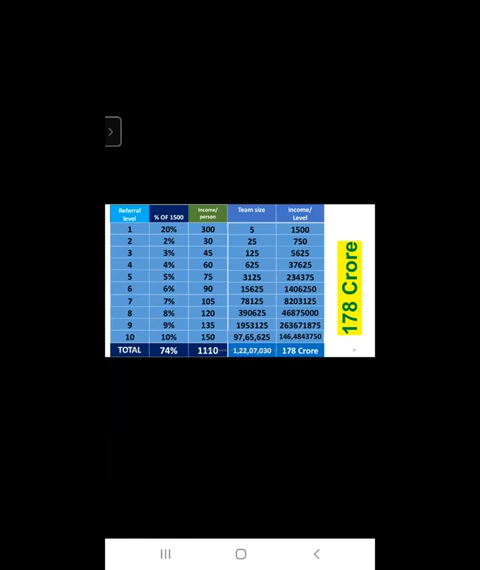 Referral level % OF 1500 Income/ person Team size Income/ Level
1 20% 300 5 1500
2 2% 30 25 750
3 3% 45 125 5625
4 4% 60 625 37625
5 5% 75 3125 234375
6 6% 90 15625 1406250
7 7% 105 78125 8203125
8 8% 120 390625 46875000
9 9% 135 1953125 263671875
10 10% 150 97,65,625 146,4843750
TOTAL 74% 1110 1,22,07,030 178 Crore
178 Crore